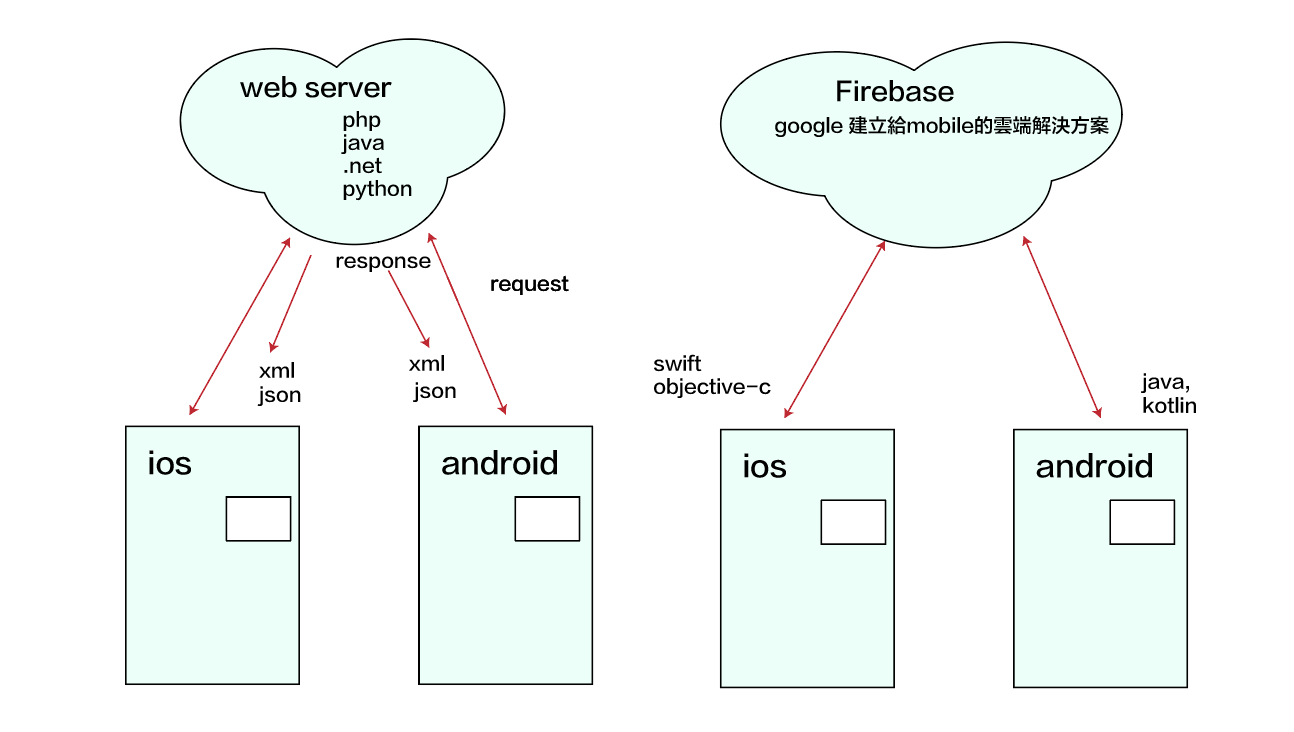 web server
php
java
.net
python
response
request
xml
json
xml
json
ios
android
Firebase
google 建立給mobile的雲端解決方案
swift
objective-c
java,
kotlin
ios
android